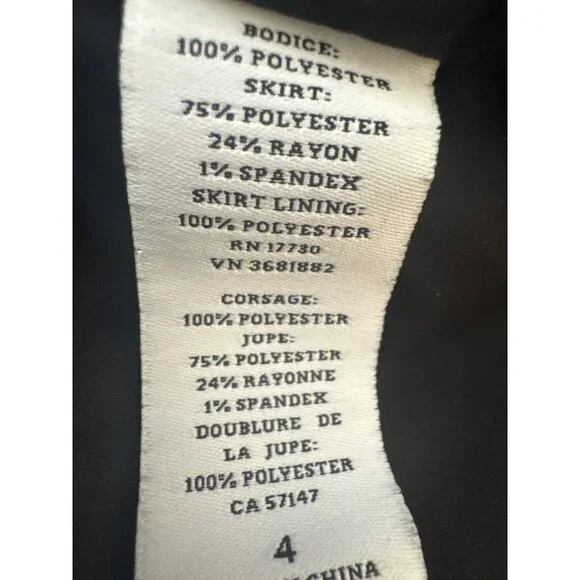 BODICE:
100% POLYESTER
SKIRT:
75% POLYESTER
24% RAYON
1% SPANDEX
SKIRT LINING:
100% POLYESTER
RN 17730
VN 3681882
CORSAGE:
100% POLYESTER
JUPE:
75% POLYESTER
24% RAYONNE
1% SPANDEX
DOUBLURE DE
LA JUPE:
100% POLYESTER
CA 57147
4
CHINA